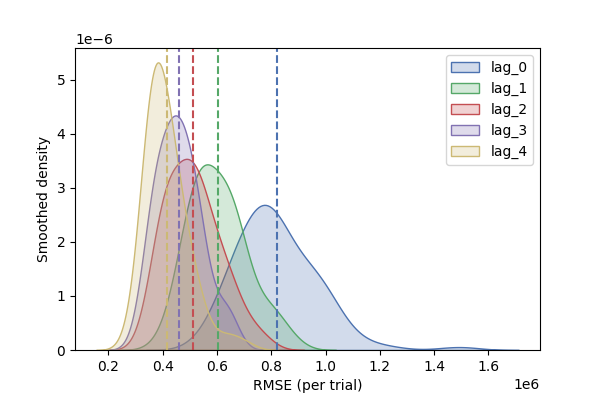 1e−6
Smoothed density
5
4
3
2
1
0
lag_0
lag_1
lag_2
lag_3
lag_4
0.2 0.4 0.6 0.8 1.0 1.2 1.4 1.6
1e6
RMSE (per trial)